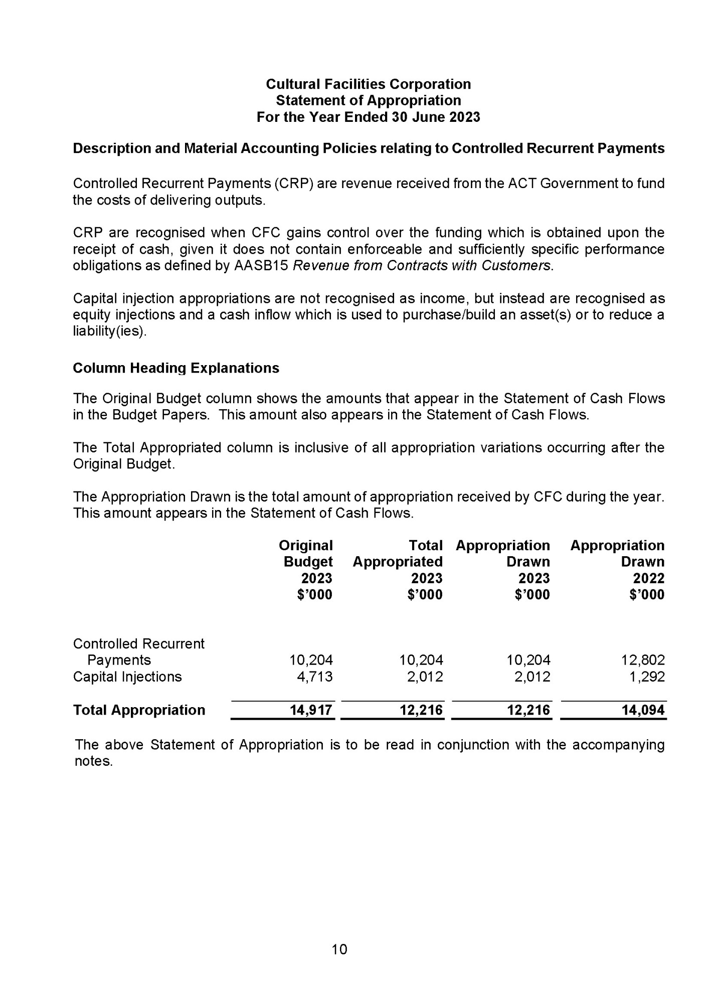 Cultural Facilities Corporation
Statement of Appropriation
For the Year Ended 30 June 2023
Description and Material Accounting Policies relating to Controlled Recurrent Payments
Controlled Recurrent Payments (CRP) are revenue received from the ACT Government to fund
the costs of delivering outputs.
CRP are recognised when CFC gains control over the funding which is obtained upon the
receipt of cash, given it does not contain enforceable and sufficiently specific performance
obligations as defined by AASB15 Revenue from Contracts with Customers.
Capital injection appropriations are not recognised as income, but instead are recognised as
equity injections and a cash inflow which is used to purchase/build an asset(s) or to reduce a
liability(ies).
Column Heading Explanations
The Original Budget column shows the amounts that appear in the Statement of Cash Flows
in the Budget Papers.  This amount also appears in the Statement of Cash Flows.
The Total Appropriated column is inclusive of all appropriation variations occurring after the
Original Budget.
The Appropriation Drawn is the total amount of appropriation received by CFC during the year.
This amount appears in the Statement of Cash Flows.
Original Total Appropriation Appropriation
Budget Appropriated Drawn Drawn
2023 2023 2023 2022
$’000 $’000 $’000 $’000
Controlled Recurrent
Payments 10,204 10,204 10,204 12,802
Capital Injections 4,713 2,012 2,012 1,292
Total Appropriation 14,917 12,216 12,216 14,094
The above Statement of Appropriation is to be read in conjunction with the accompanying
notes.
10